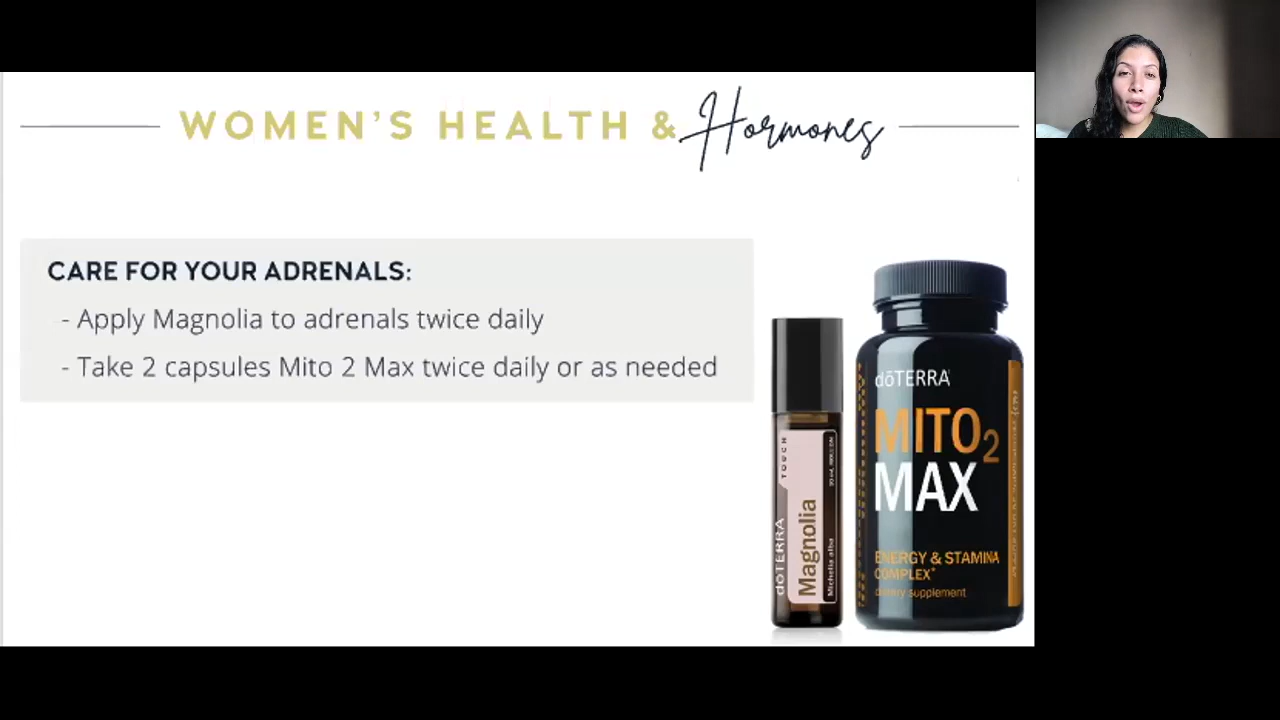 WOMEN'S HEALTH & Hormones
CARE FOR YOUR ADRENALS:
- Apply Magnolia to adrenals twice daily
- Take 2 capsules Mito 2 Max twice daily or as needed
dōTERRA
TOUCH
Magnolia
Michelia alba
dōTERRA
MITO2
MAX
ENERGY & STAMINA
COMPLEX*
dietary supplement